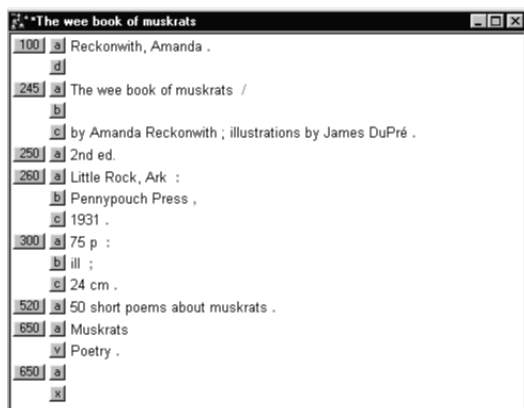 *The wee book of muskrats
100 a Reckonwith, Amanda .
d
245 a The wee book of muskrats /
b
c by Amanda Reckonwith ; illustrations by James DuPré .
250 a 2nd ed.
260 a Little Rock, Ark :
b Pennypouch Press ,
c 1931 .
300 a 75 p :
b ill ;
c 24 cm .
520 a 50 short poems about muskrats .
650 a Muskrats
v Poetry .
650 a
x